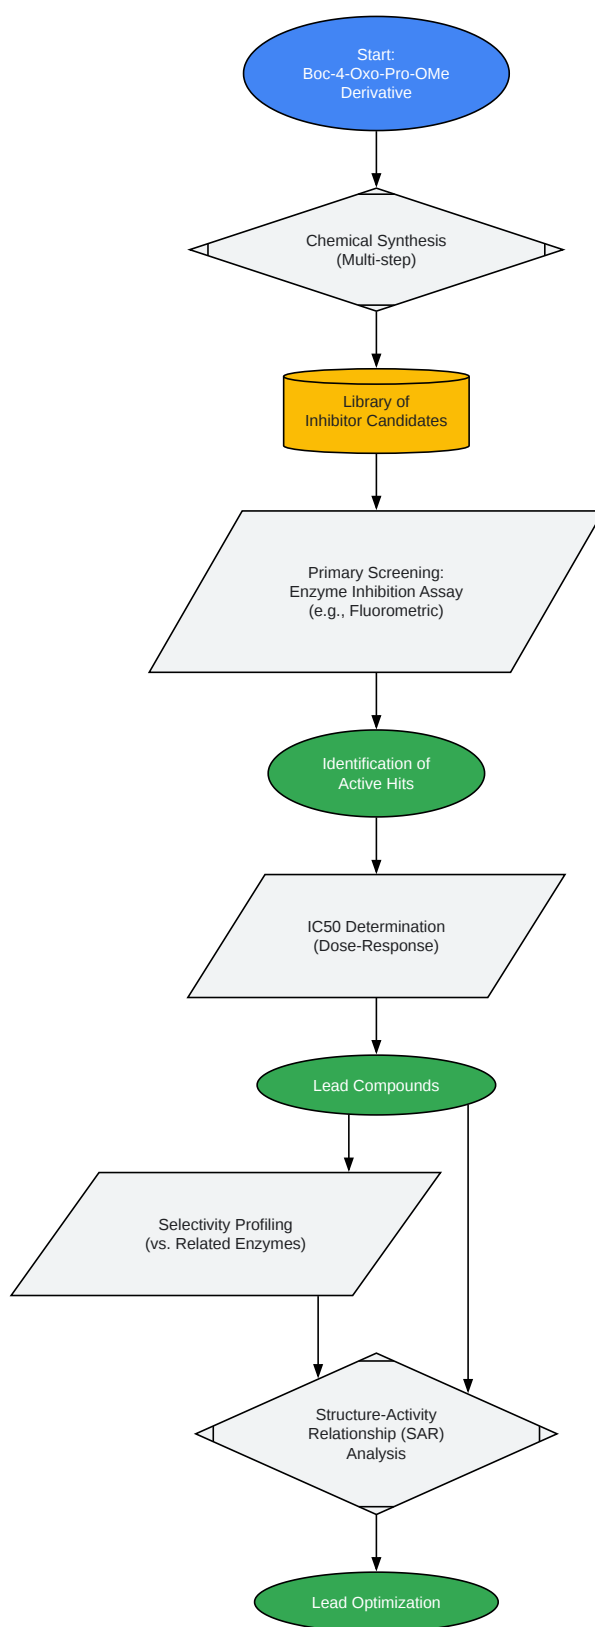 Start:
Boc-4-Oxo-Pro-OMe
Derivative
Chemical Synthesis
(Multi-step)
Library of
Inhibitor Candidates
Primary Screening:
Enzyme Inhibition Assay
(e.g., Fluorometric)
Identification of
Active Hits
IC50 Determination
(Dose-Response)
Lead Compounds
Selectivity Profiling
(vs. Related Enzymes)
Structure-Activity
Relationship (SAR)
Analysis
Lead Optimization